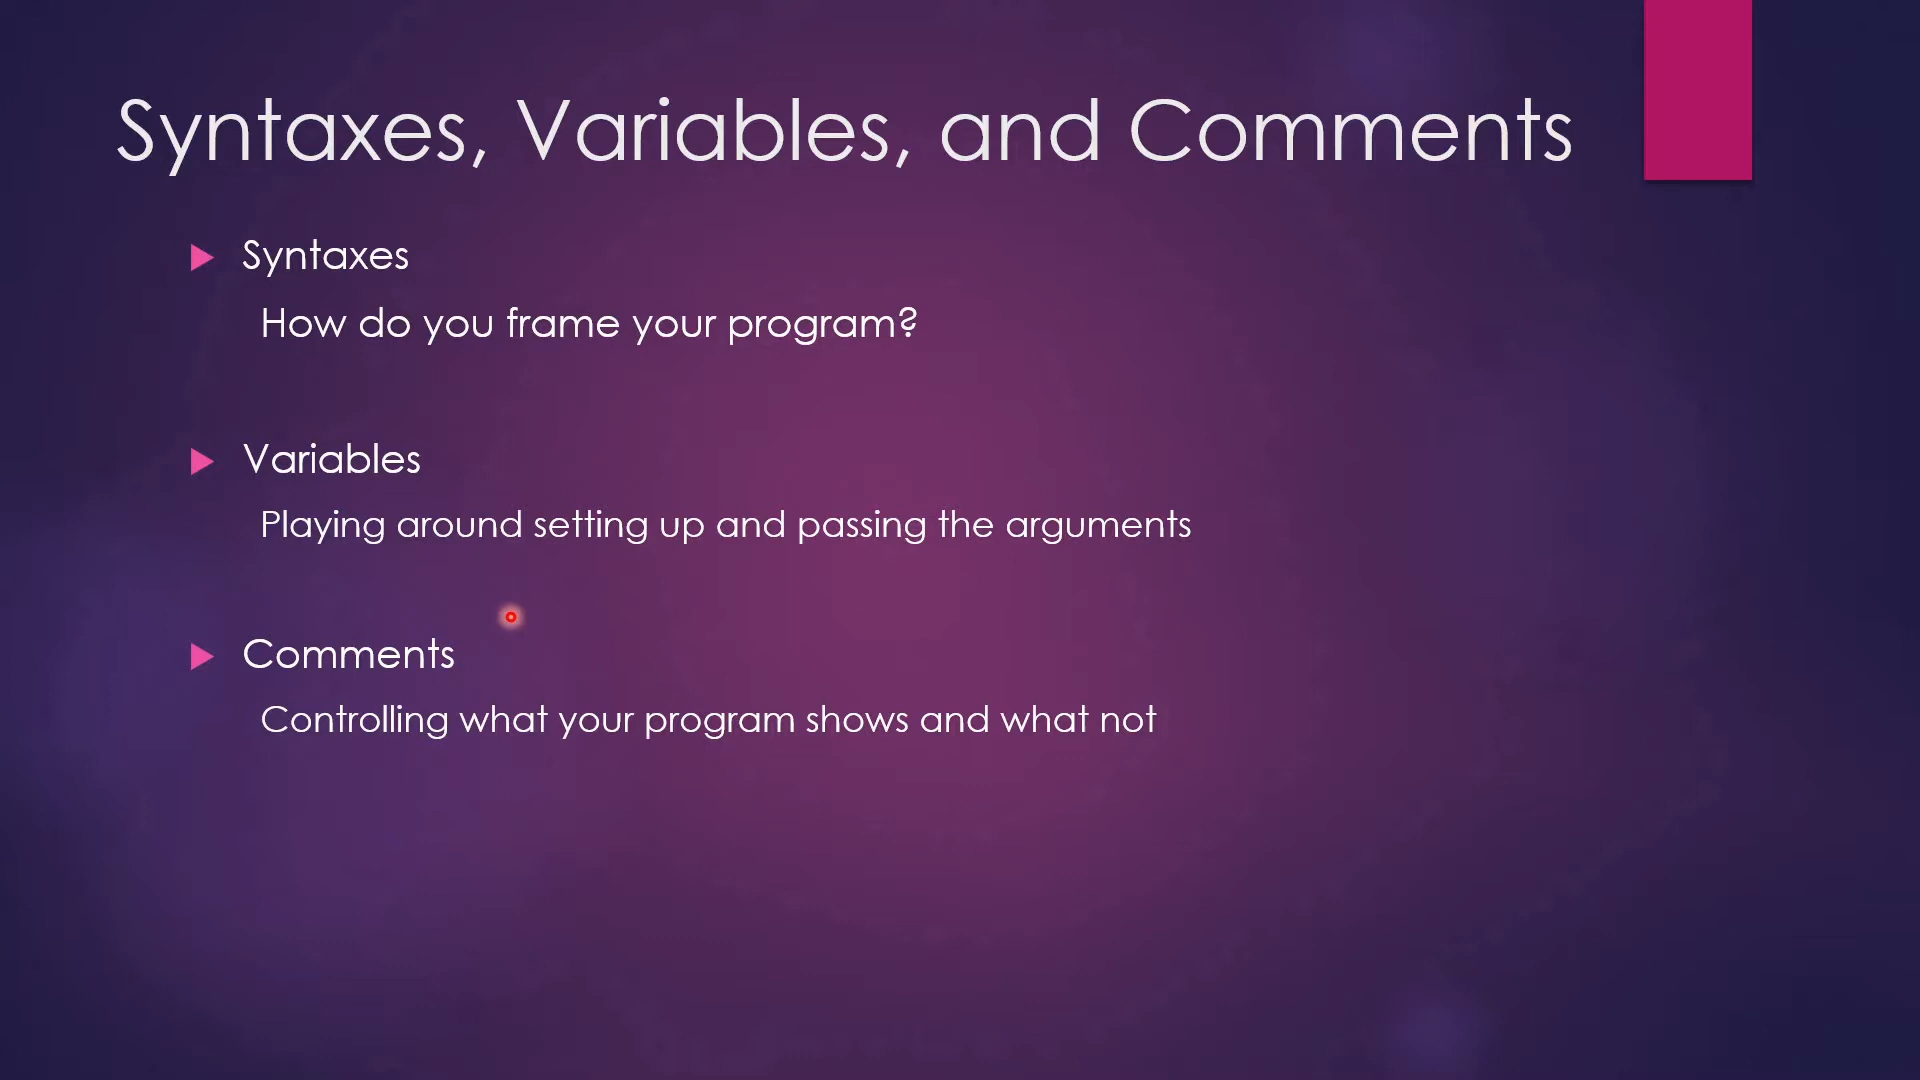 Syntaxes, Variables, and Comments
Syntaxes
How do you frame your program?
Variables
Playing around setting up and passing the arguments
Comments
Controlling what your program shows and what not